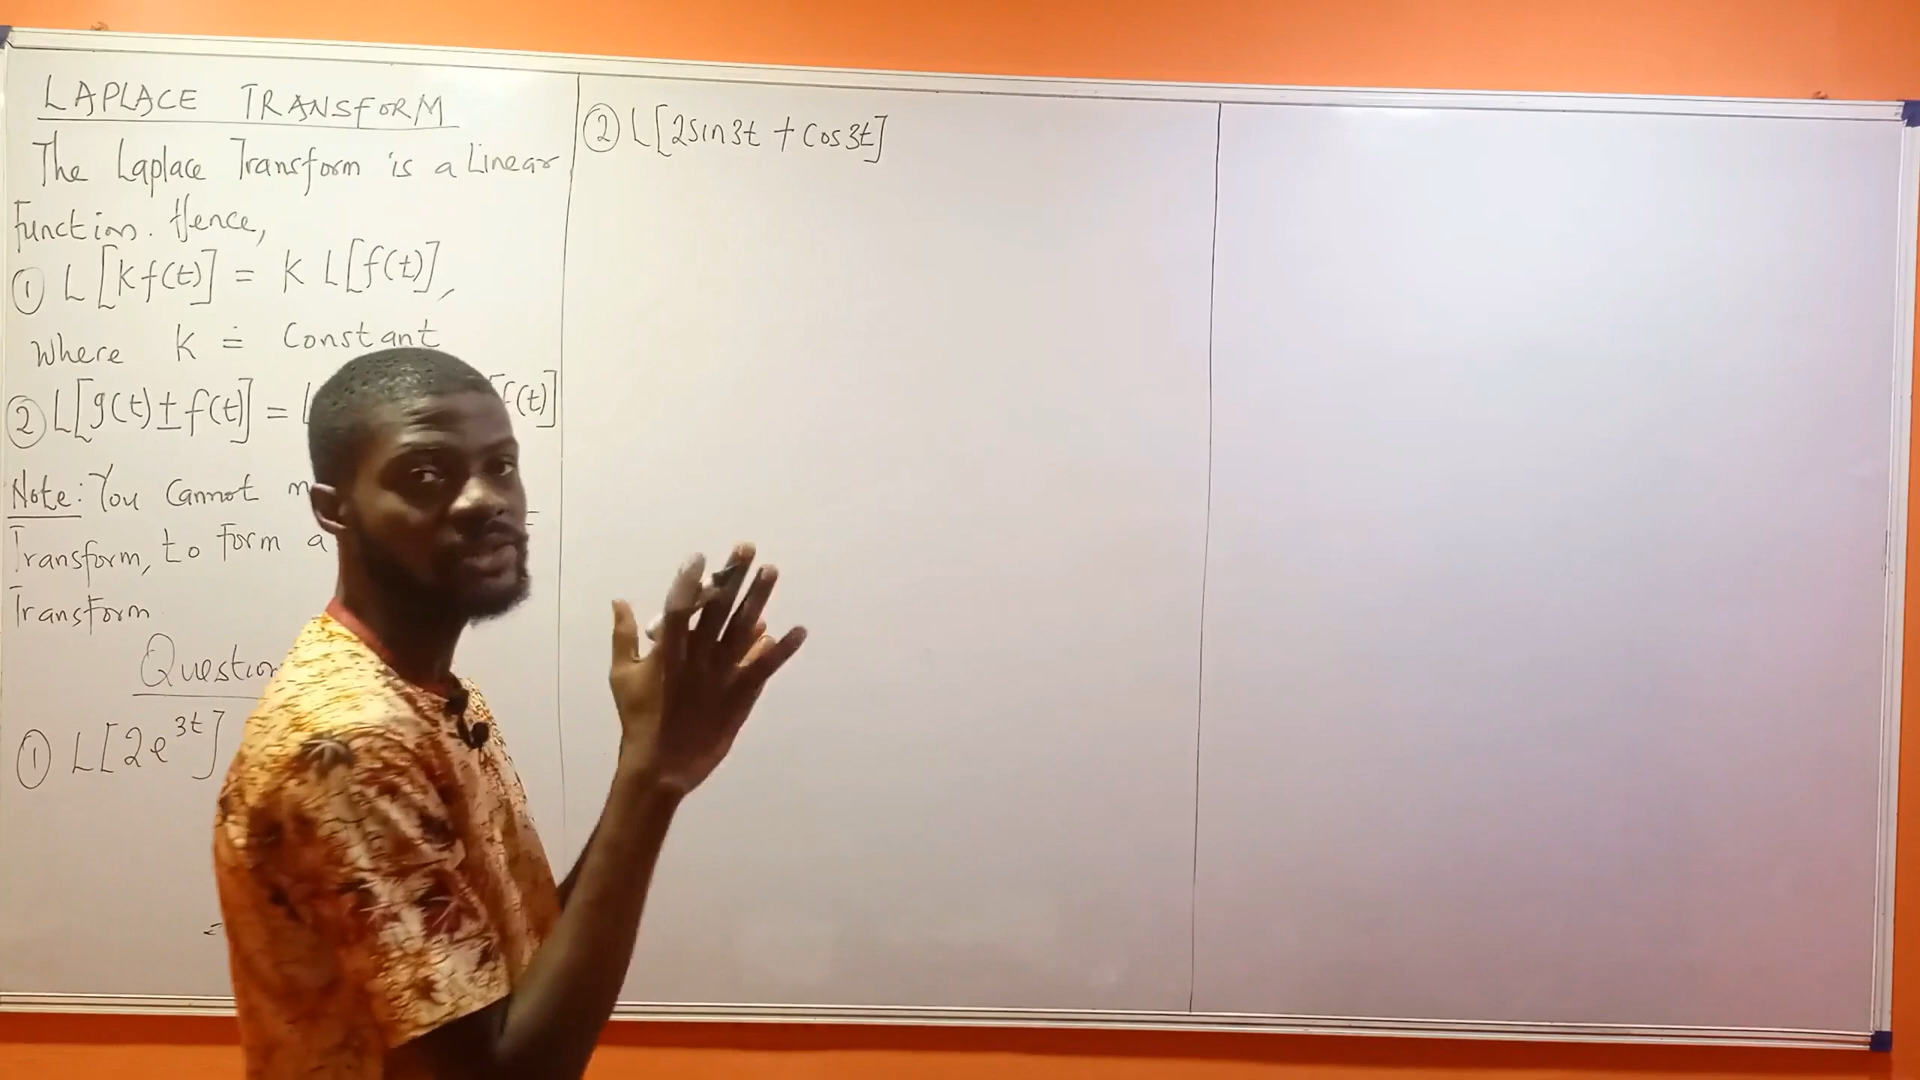 LAPLACE TRANSFORM
The Laplace Transform is a Linear
Function. Hence,
① L[kf(t)] = K L[f(t)],
Where K = Constant
② L[g(t) ± f(t)] = f(t)]
Note: You Cannot
Transform, to form a
Transform
Question
① L[2e^{3t}]
=
② L[2sin3t + Cos3t]